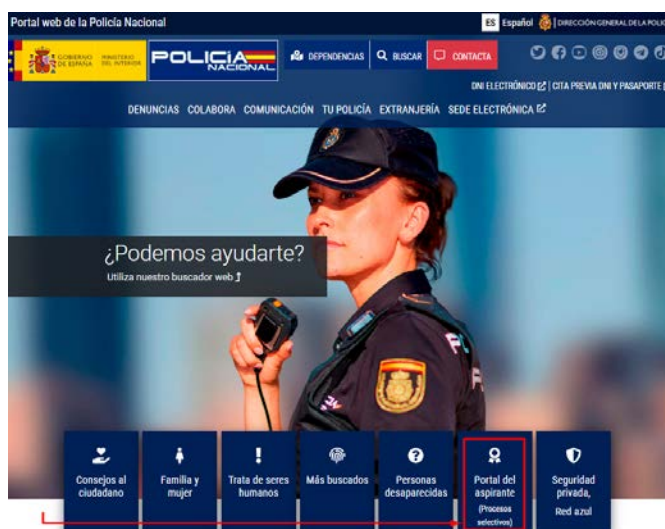 Portal web de la Policía Nacional
ES Español
DIRECCIÓN GENERAL DE LA POLIC
GOBIERNO DE ESPAÑA
MINISTERIO DEL INTERIOR
POLICÍA NACIONAL
DEPENDENCIAS
BUSCAR
CONTACTA
DNI ELECTRÓNICO | CITA PREVIA DNI Y PASAPORTE
DENUNCIAS COLABORA COMUNICACIÓN TU POLICÍA EXTRANJERÍA SEDE ELECTRÓNICA
¿Podemos ayudarte?
Utiliza nuestro buscador web
Consejos al ciudadano
Familia y mujer
Trata de seres humanos
Más buscados
Personas desaparecidas
Portal del aspirante
(Procesos selectivos)
Seguridad privada,
Red azul